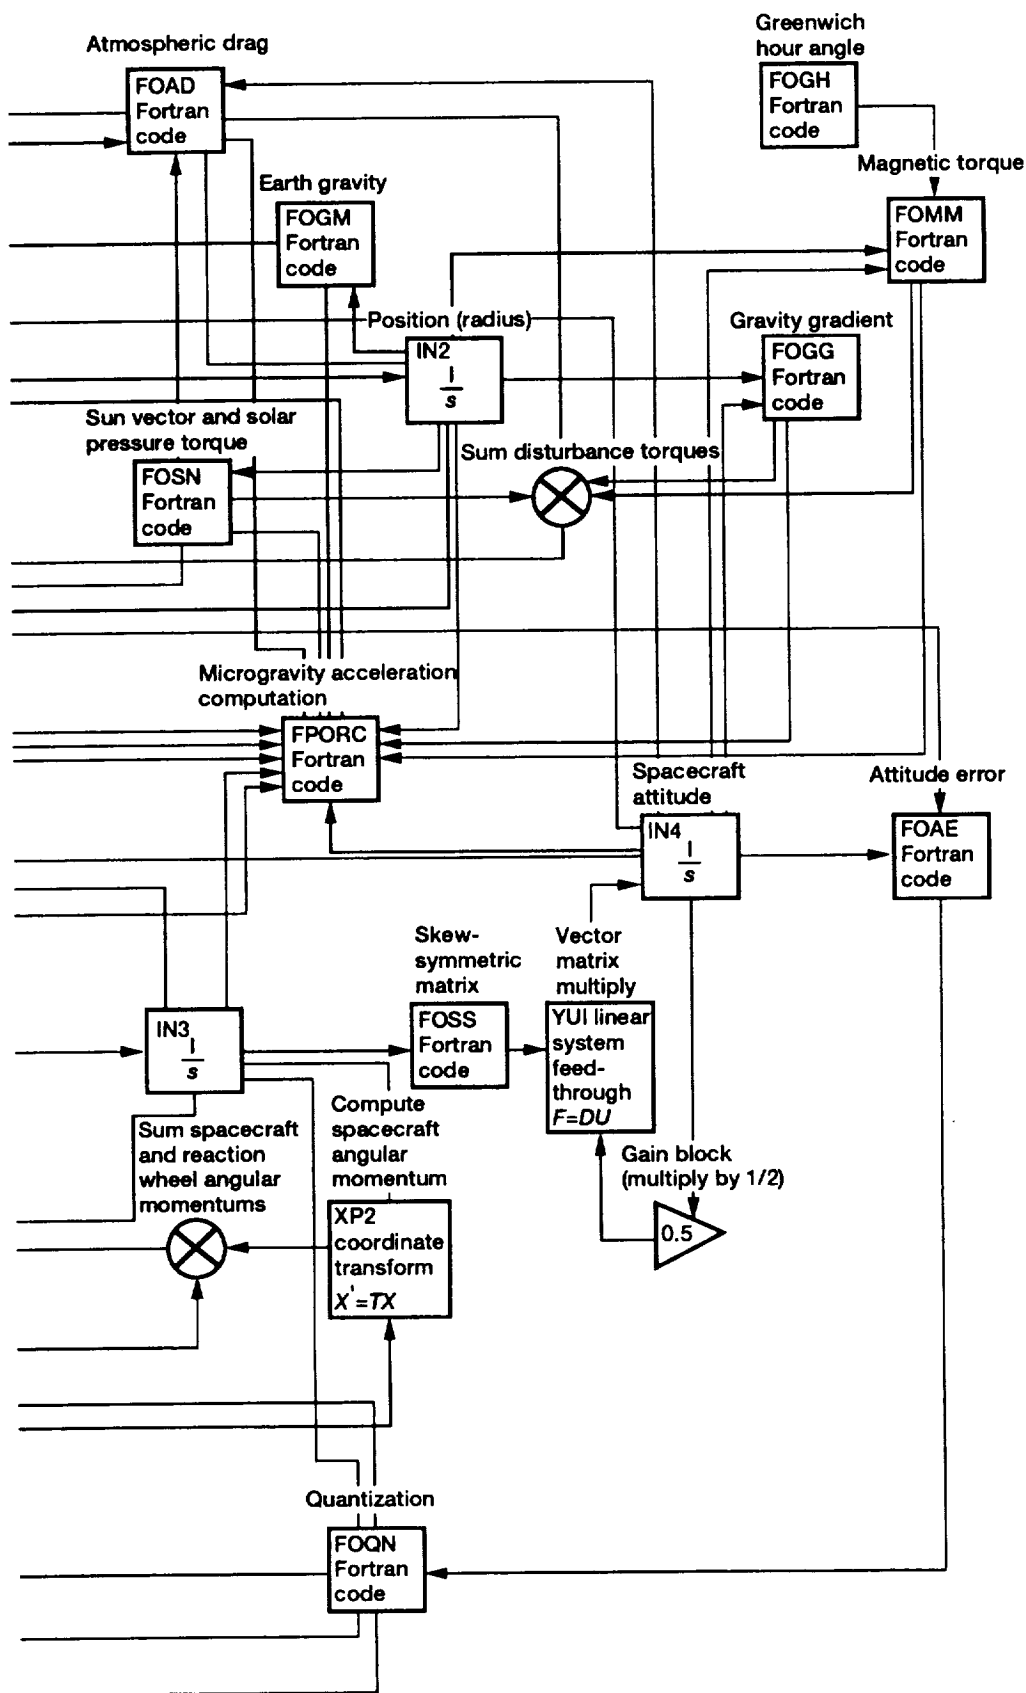 Greenwich
hour angle
Atmospheric drag
FOAD
Fortran
code
FOGH
Fortran
code
Magnetic torque
Earth gravity
FOGM
Fortran
code
FOMM
Fortran
code
Position (radius)
Gravity gradient
IN2
1
s
FOGG
Fortran
code
Sun vector and solar
pressure torque
Sum disturbance torques
FOSN
Fortran
code
Microgravity acceleration
computation
FPORC
Fortran
code
Spacecraft
attitude
Attitude error
IN4
1
s
FOAE
Fortran
code
Skew-
symmetric
matrix
Vector
matrix
multiply
IN3
1
s
FOSS
Fortran
code
YUI linear
system
feed-
through
F=DU
Compute
spacecraft
angular
momentum
Sum spacecraft
and reaction
wheel angular
momentums
Gain block
(multiply by 1/2)
XP2
coordinate
transform
X'=TX
0.5
Quantization
FOQN
Fortran
code